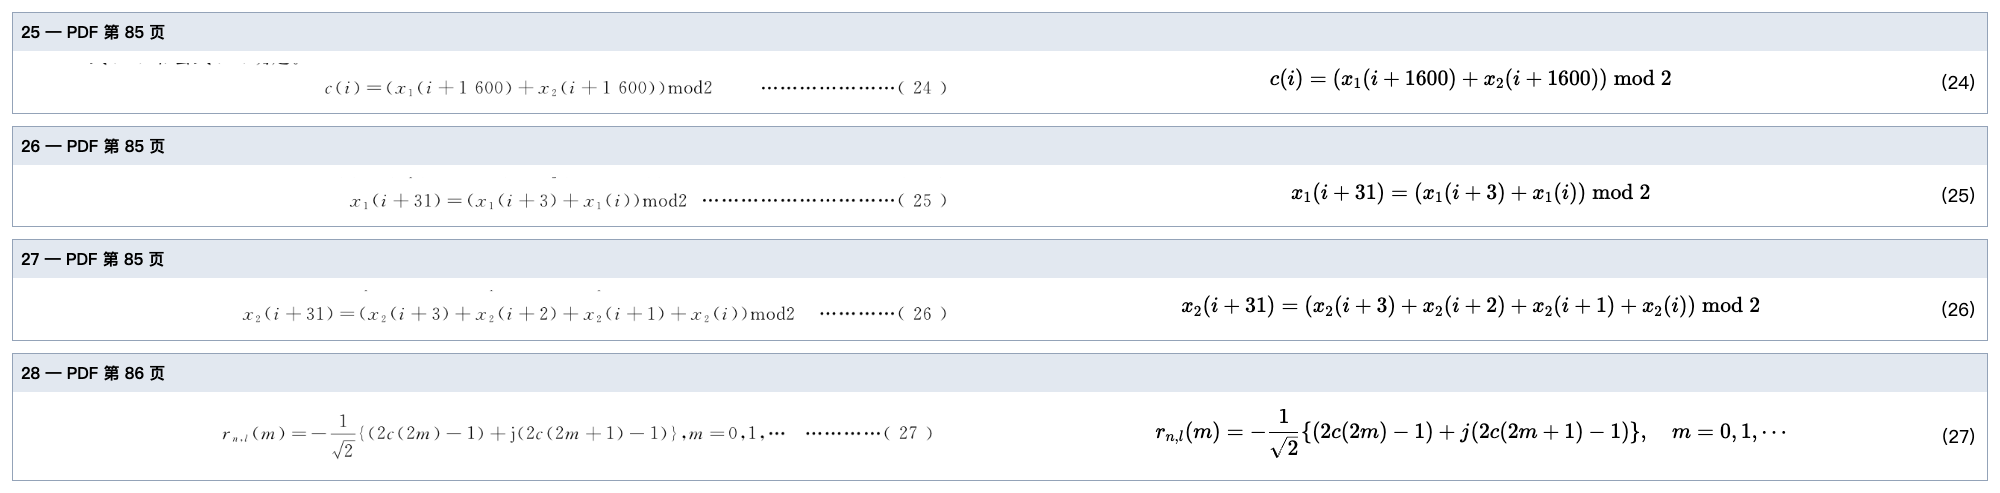 25 — PDF 第 85 页
c(i)=(x₁(i+1 600)+x₂(i+1 600))mod2 ·····················( 24 ) c(i) = (x₁(i + 1600) + x₂(i + 1600)) mod 2 (24)
26 — PDF 第 85 页
x₁(i+31)=(x₁(i+3)+x₁(i))mod2 ······························( 25 ) x₁(i + 31) = (x₁(i + 3) + x₁(i)) mod 2 (25)
27 — PDF 第 85 页
x₂(i+31)=(x₂(i+3)+x₂(i+2)+x₂(i+1)+x₂(i))mod2 ············( 26 ) x₂(i + 31) = (x₂(i + 3) + x₂(i + 2) + x₂(i + 1) + x₂(i)) mod 2 (26)
28 — PDF 第 86 页
r_{n,l}(m)=−1/√2{(2c(2m)−1)+j(2c(2m+1)−1)},m=0,1,··· ············( 27 ) r_{n,l}(m) = −1/√2{(2c(2m) − 1) + j(2c(2m + 1) − 1)}, m = 0, 1, ··· (27)